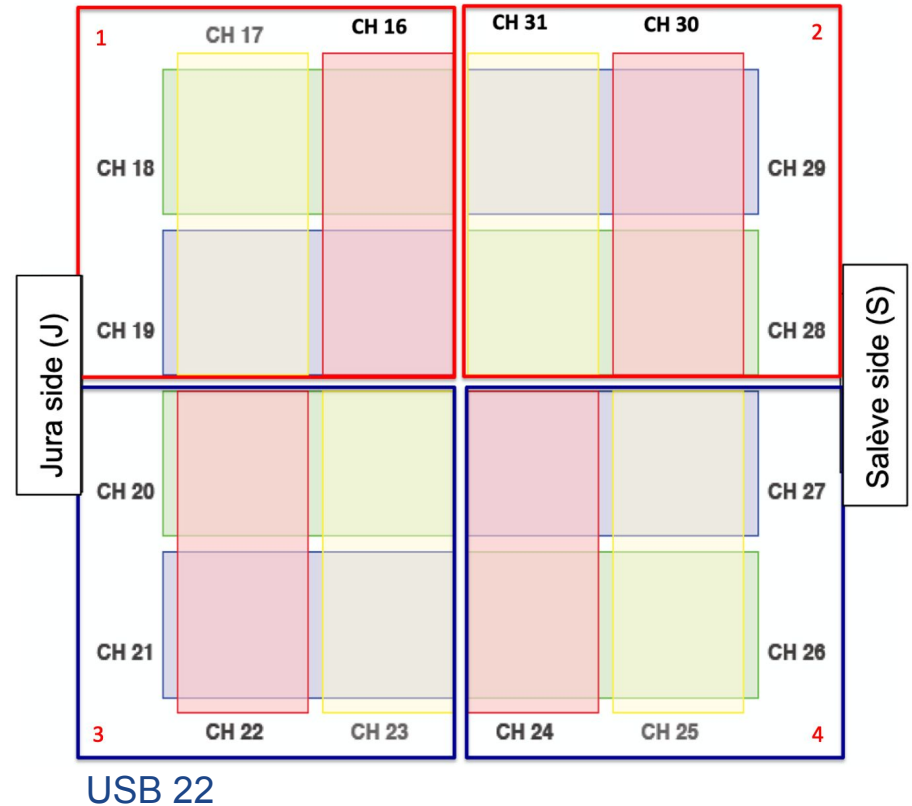 1
CH 17
CH 16
CH 31
CH 30
2
CH 18
CH 29
CH 19
CH 28
Jura side (J)
Salève side (S)
CH 20
CH 27
CH 21
CH 26
3
CH 22
CH 23
CH 24
CH 25
4
USB 22